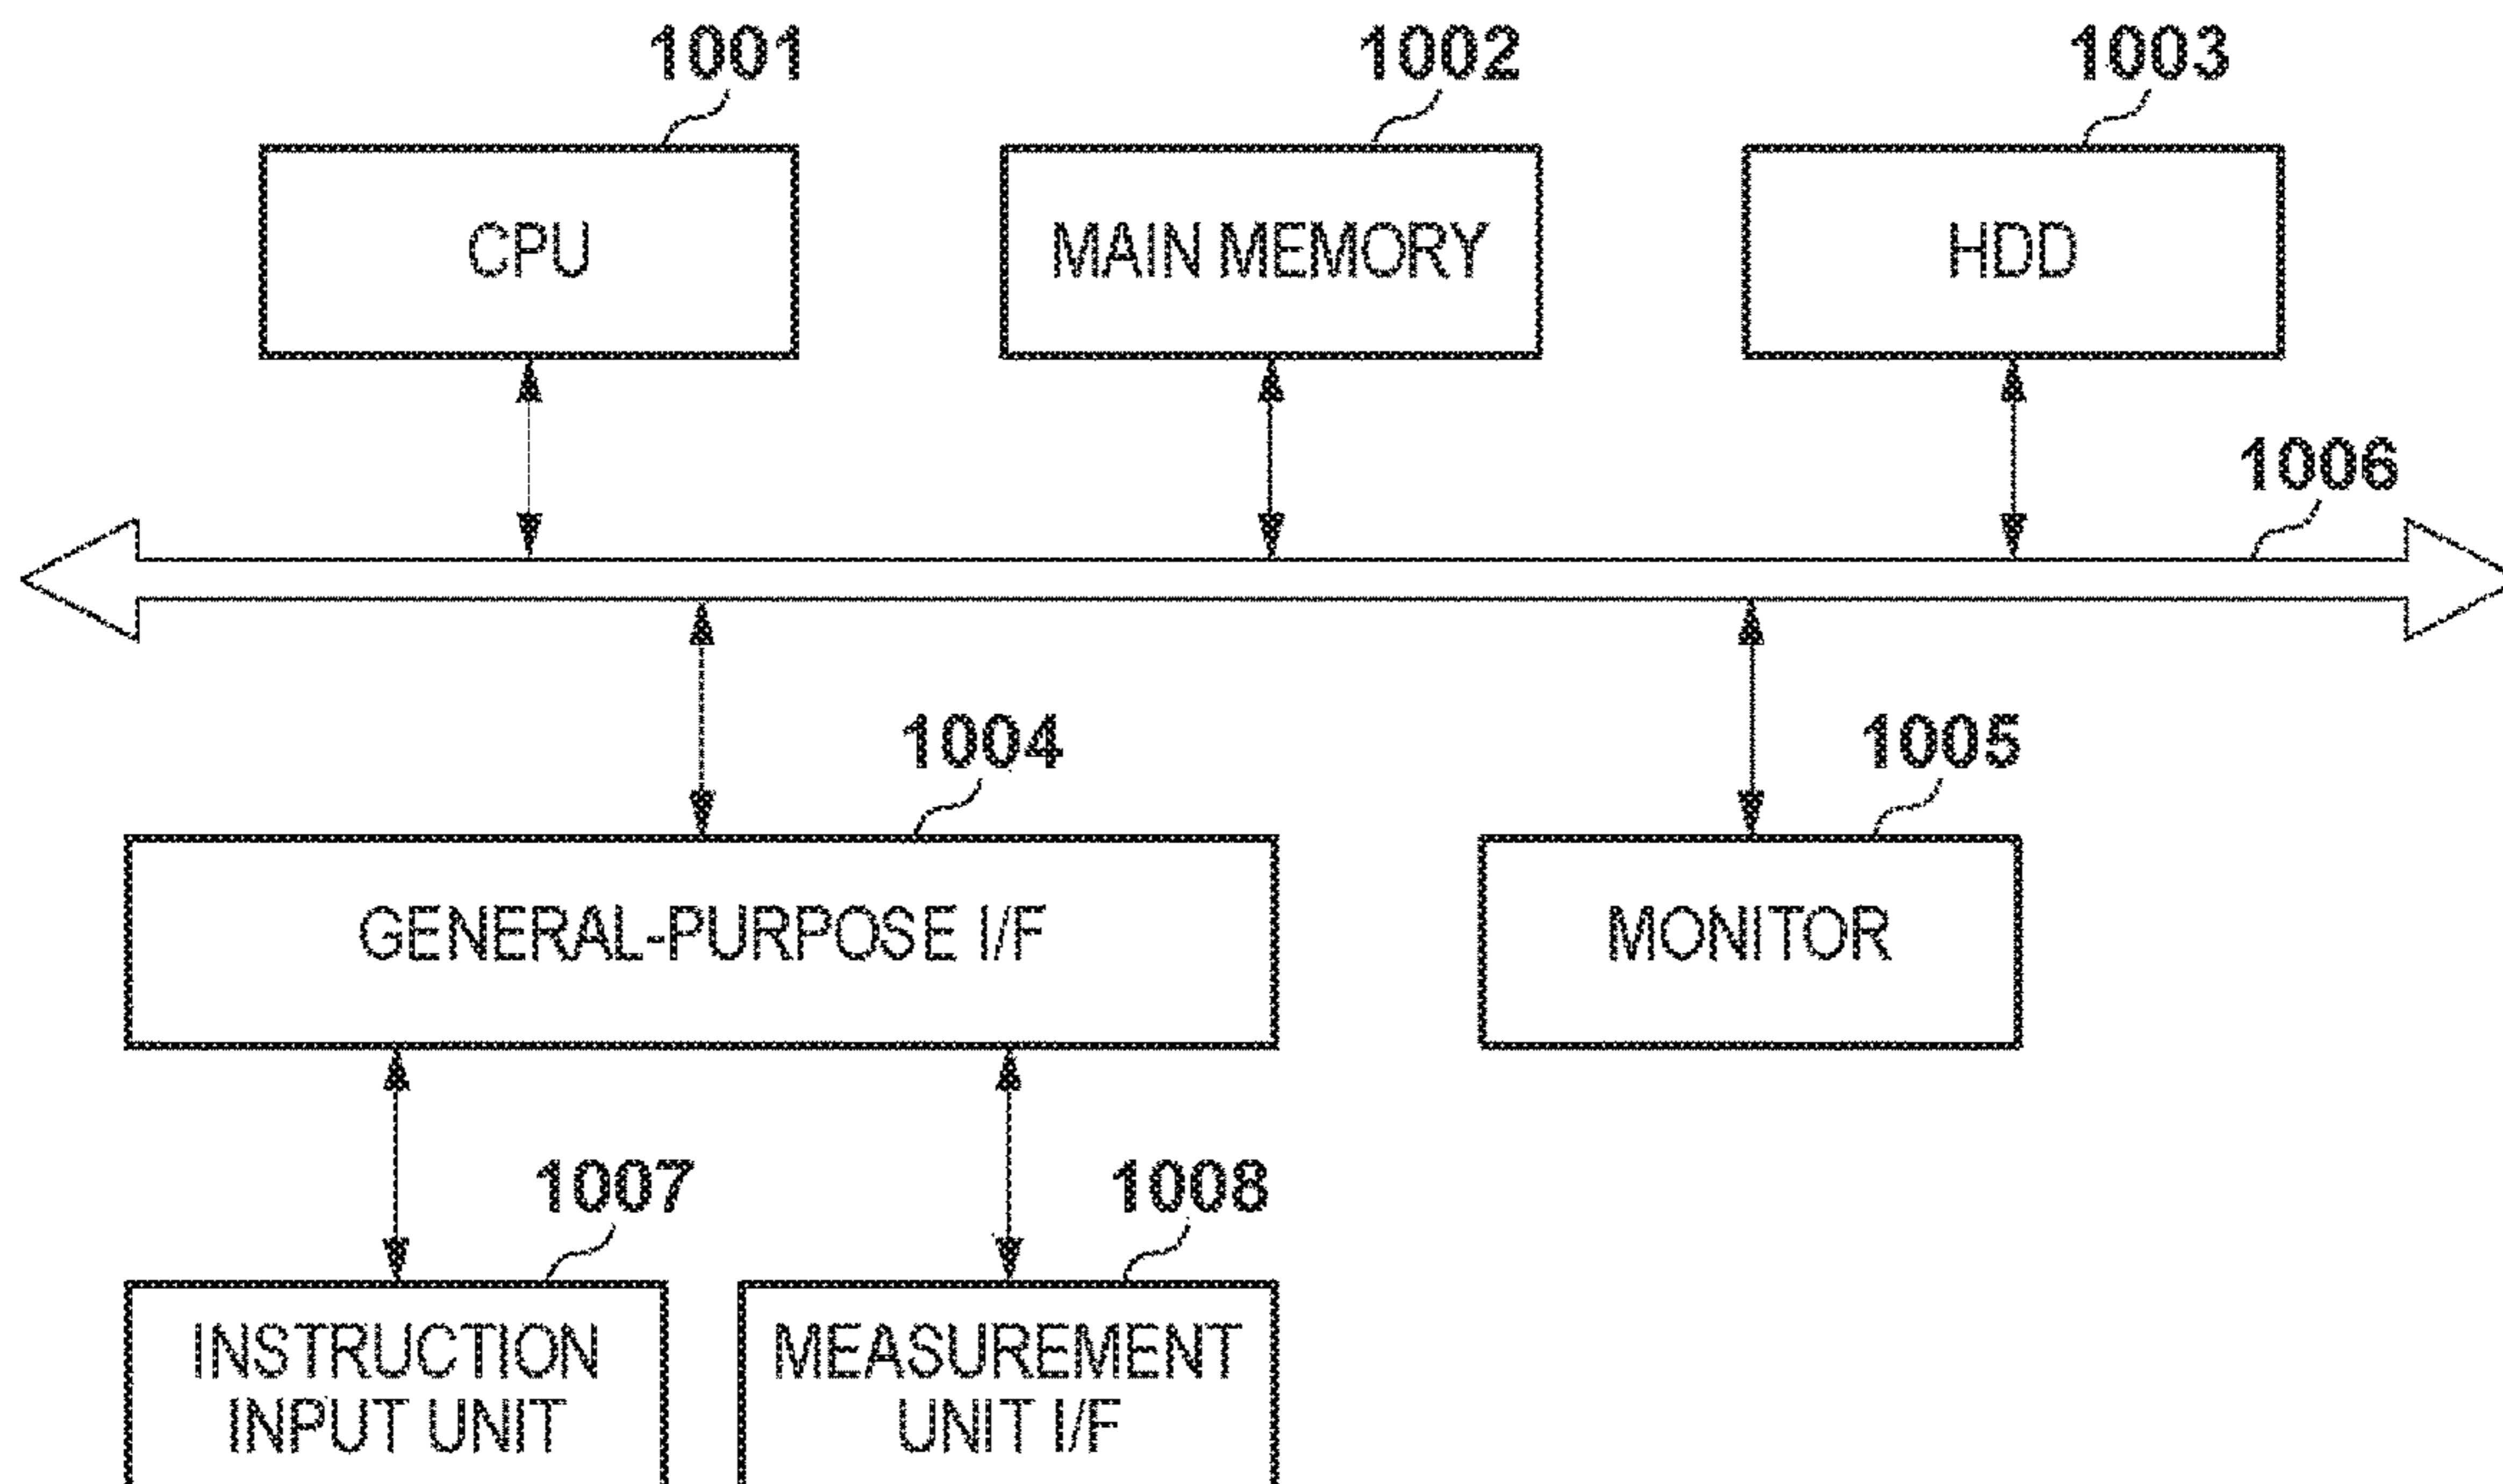 1001
1002
1003
CPU
MAIN MEMORY
HDD
1006
1004
1005
GENERAL-PURPOSE I/F
MONITOR
1007
1008
INSTRUCTION
INPUT UNIT
MEASUREMENT
UNIT I/F